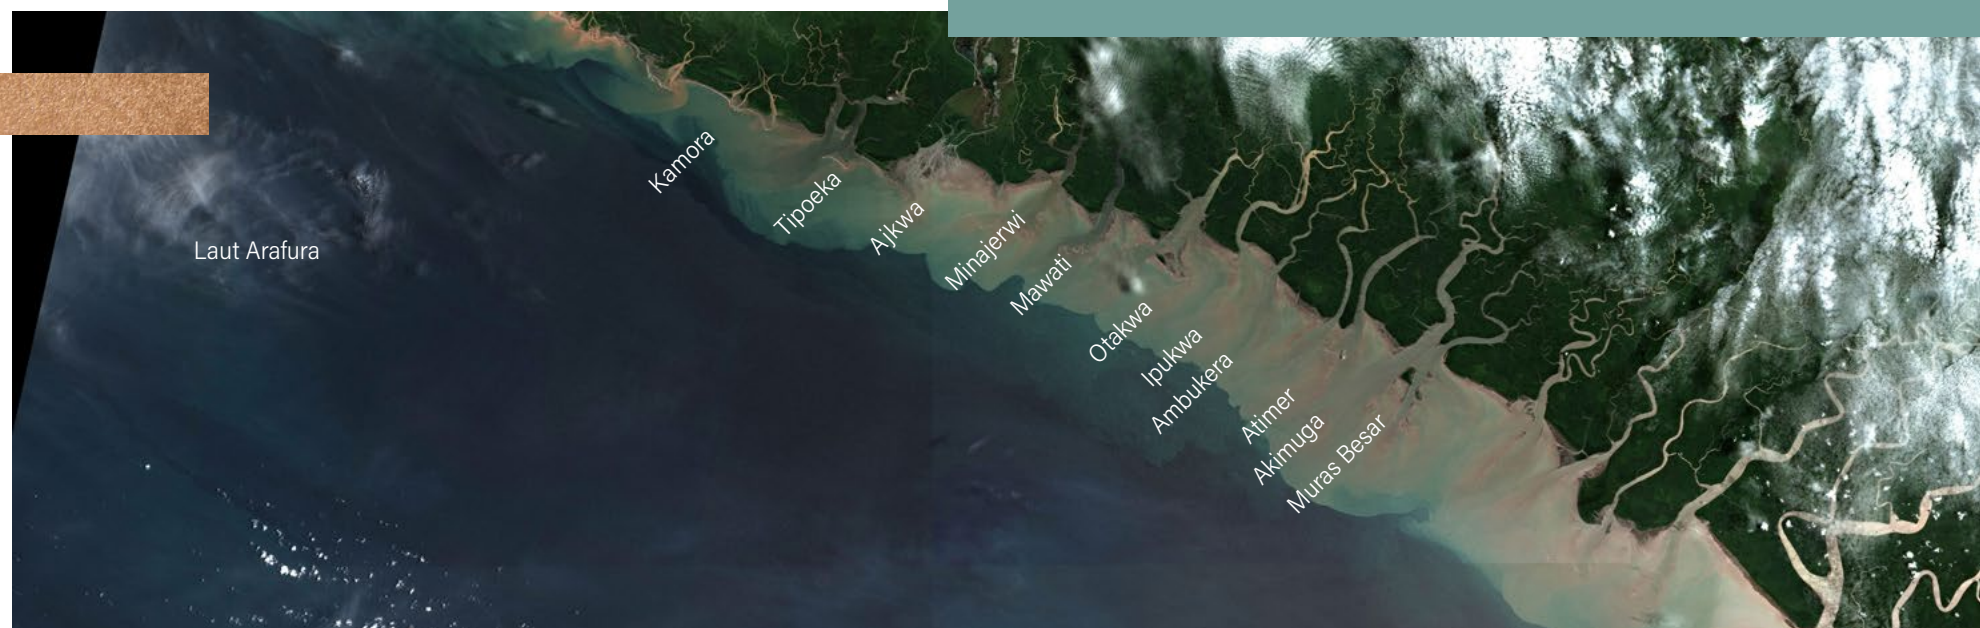 Kamora
Tipoeka
Ajkwa
Minajerwi
Mawati
Otakwa
Ipukwa
Ambukera
Atimer
Akimuga
Muras Besar
Laut Arafura